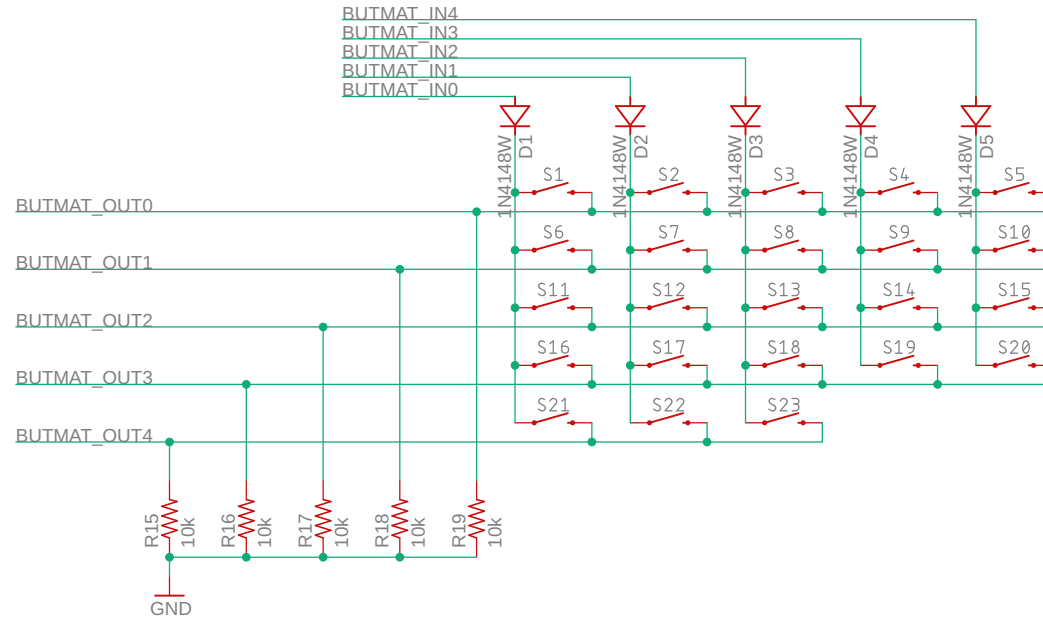 BUTMAT_IN4
BUTMAT_IN3
BUTMAT_IN2
BUTMAT_IN1
BUTMAT_IN0
1N4148W D1
1N4148W D2
1N4148W D3
1N4148W D4
1N4148W D5
S1 S2 S3 S4 S5
BUTMAT_OUT0
S6 S7 S8 S9 S10
BUTMAT_OUT1
S11 S12 S13 S14 S15
BUTMAT_OUT2
S16 S17 S18 S19 S20
BUTMAT_OUT3
S21 S22 S23
BUTMAT_OUT4
R15 10k
R16 10k
R17 10k
R18 10k
R19 10k
GND